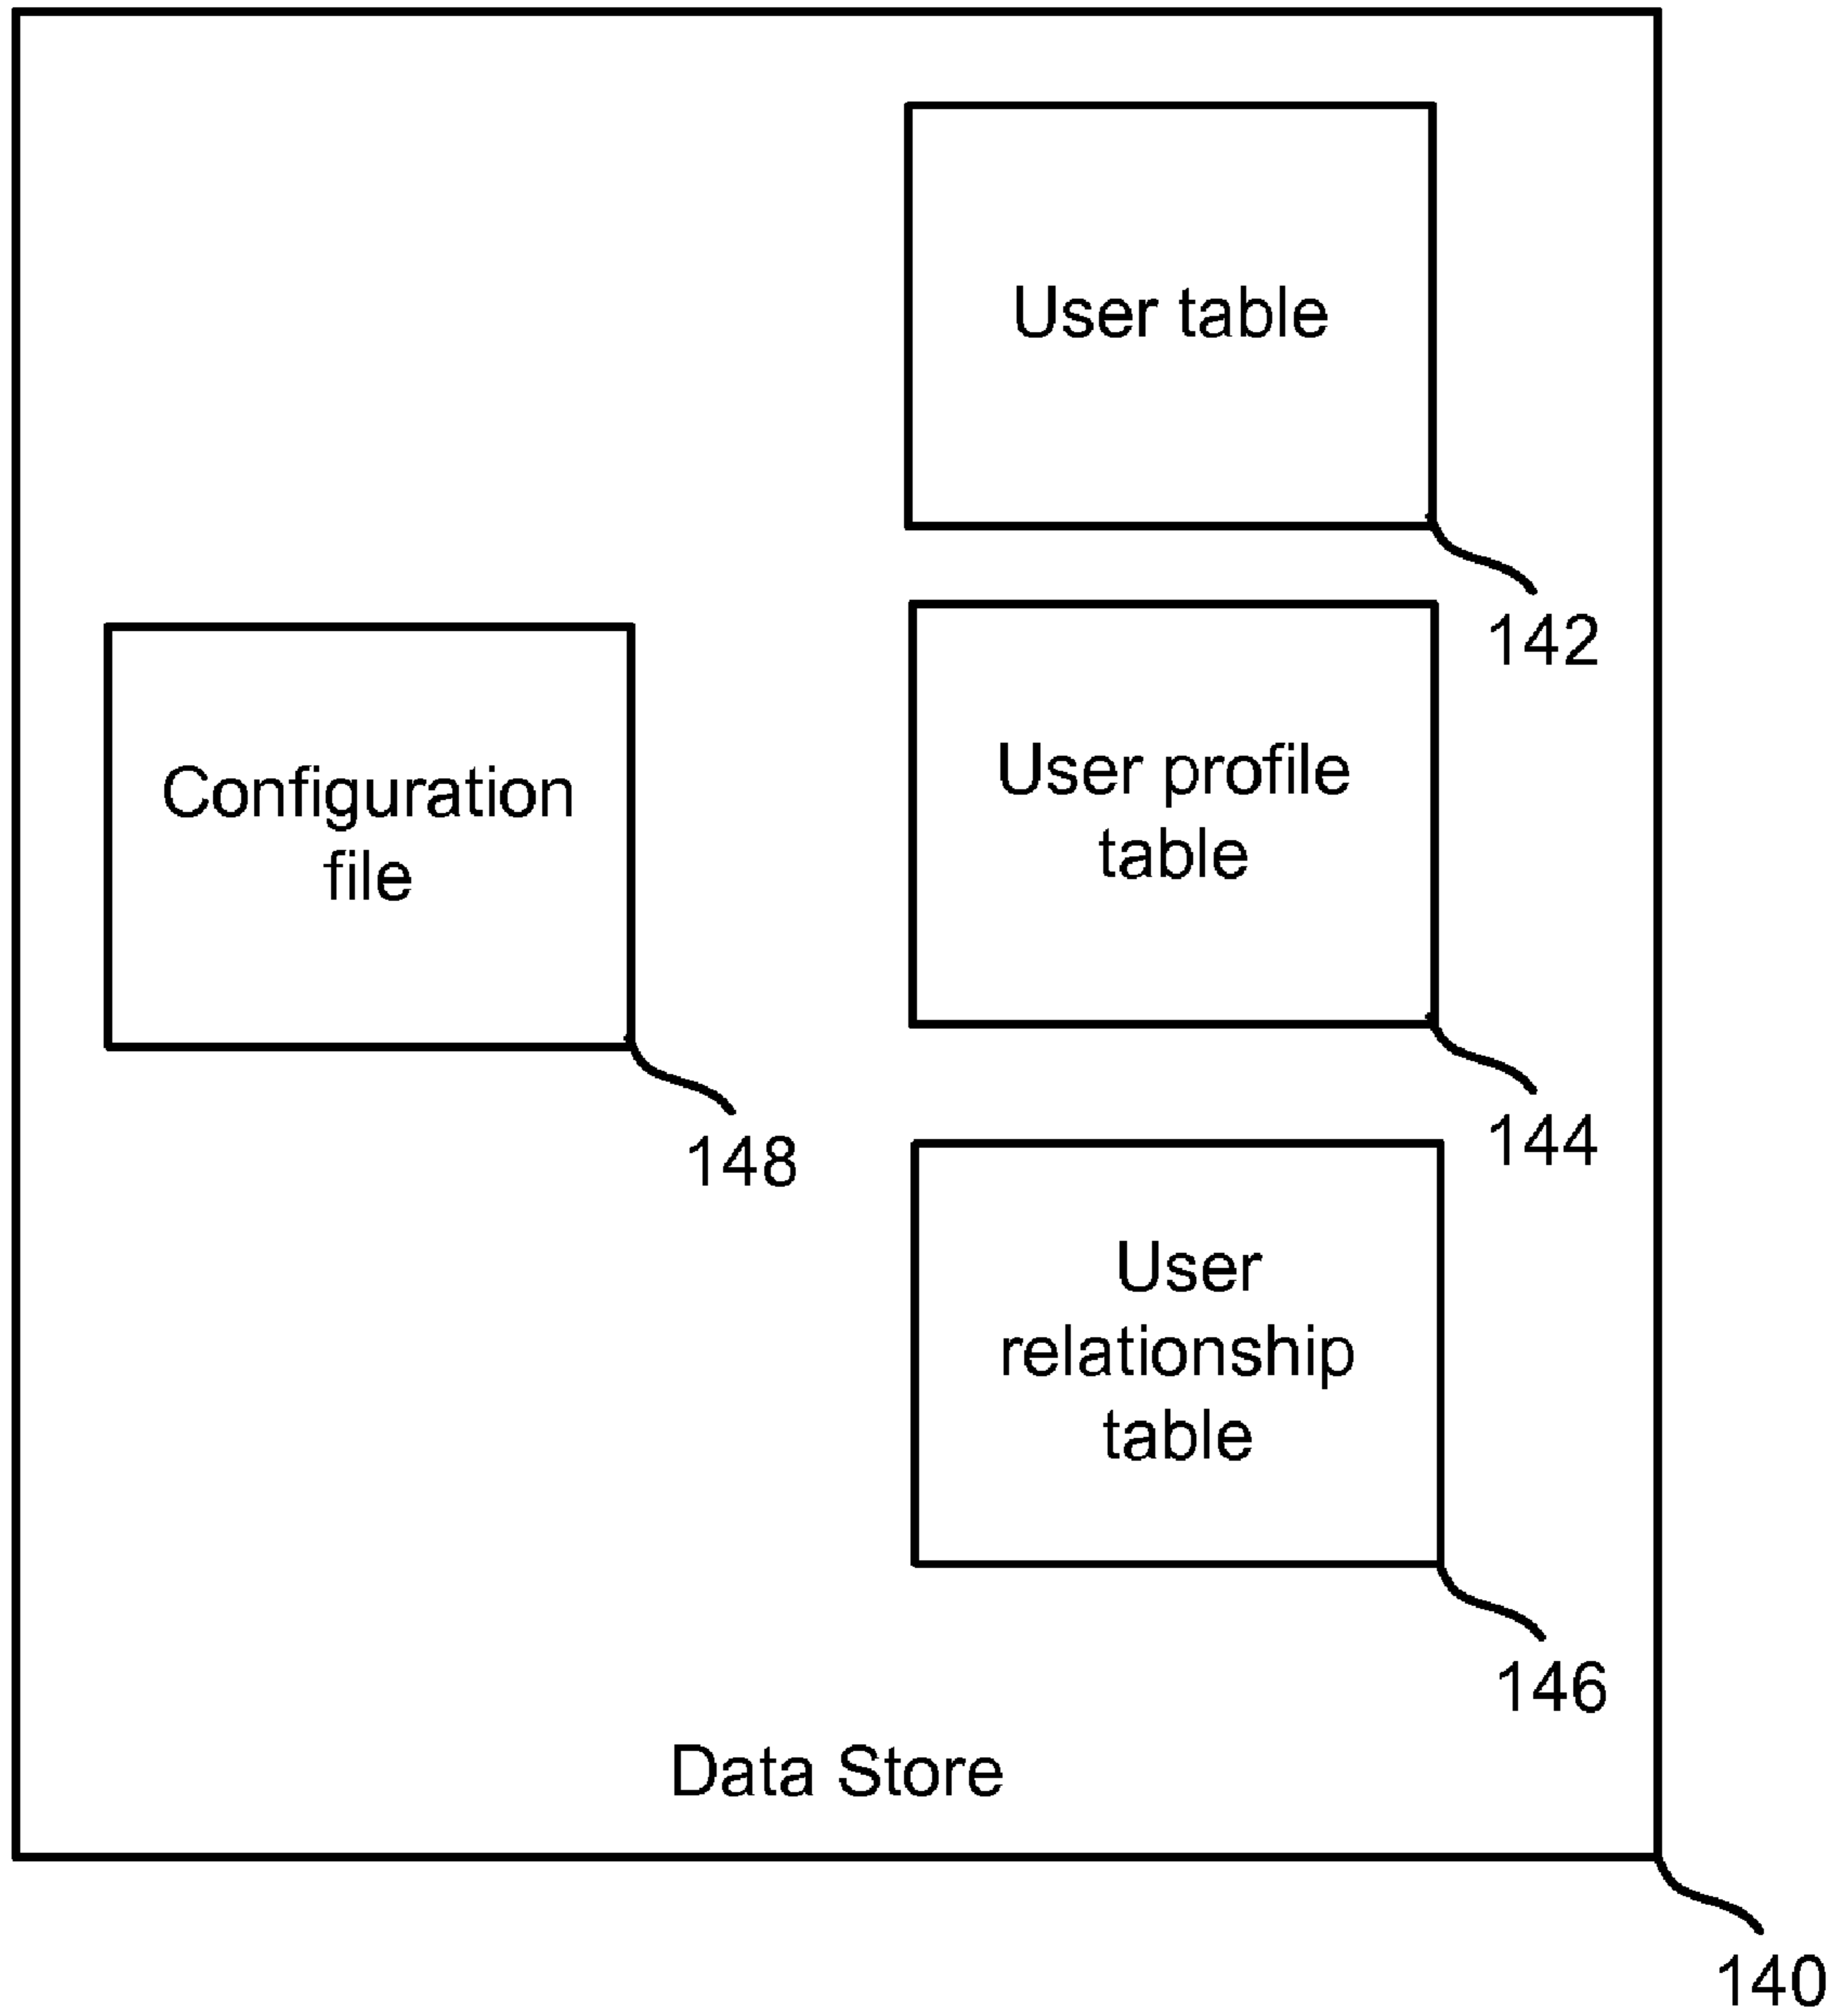 User table
142
Configuration
file
148
User profile
table
144
User
relationship
table
146
Data Store
140